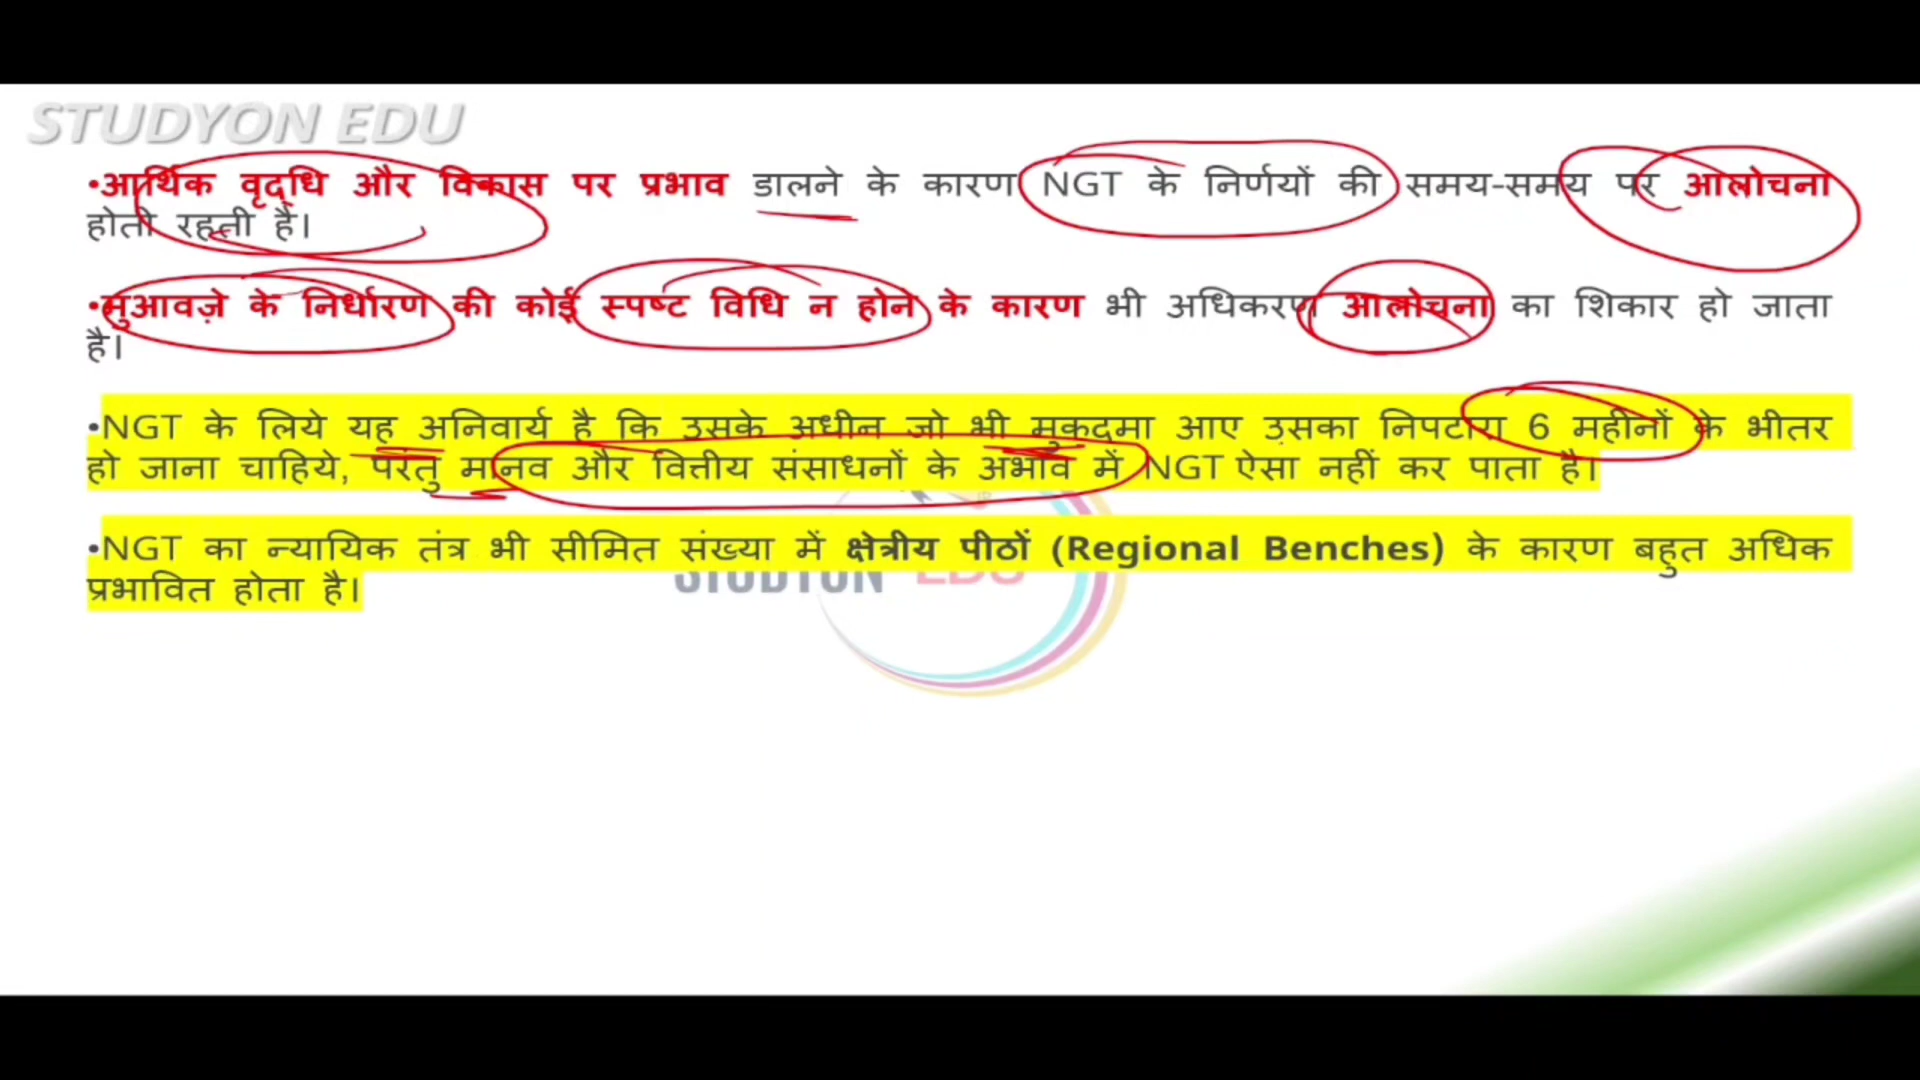 STUDYON EDU
•आर्थिक वृद्धि और विकास पर प्रभाव डालने के कारण NGT के निर्णयों की समय-समय पर आलोचना
होती रहती है।
•मुआवज़े के निर्धारण की कोई स्पष्ट विधि न होने के कारण भी अधिकरण आलोचना का शिकार हो जाता
है।
•NGT के लिये यह अनिवार्य है कि उसके अधीन जो भी मुकदमा आए उसका निपटारा 6 महीनों के भीतर
हो जाना चाहिये, परंतु मानव और वित्तीय संसाधनों के अभाव में NGT ऐसा नहीं कर पाता है।
•NGT का न्यायिक तंत्र भी सीमित संख्या में क्षेत्रीय पीठों (Regional Benches) के कारण बहुत अधिक
प्रभावित होता है।
STUDYON EDU